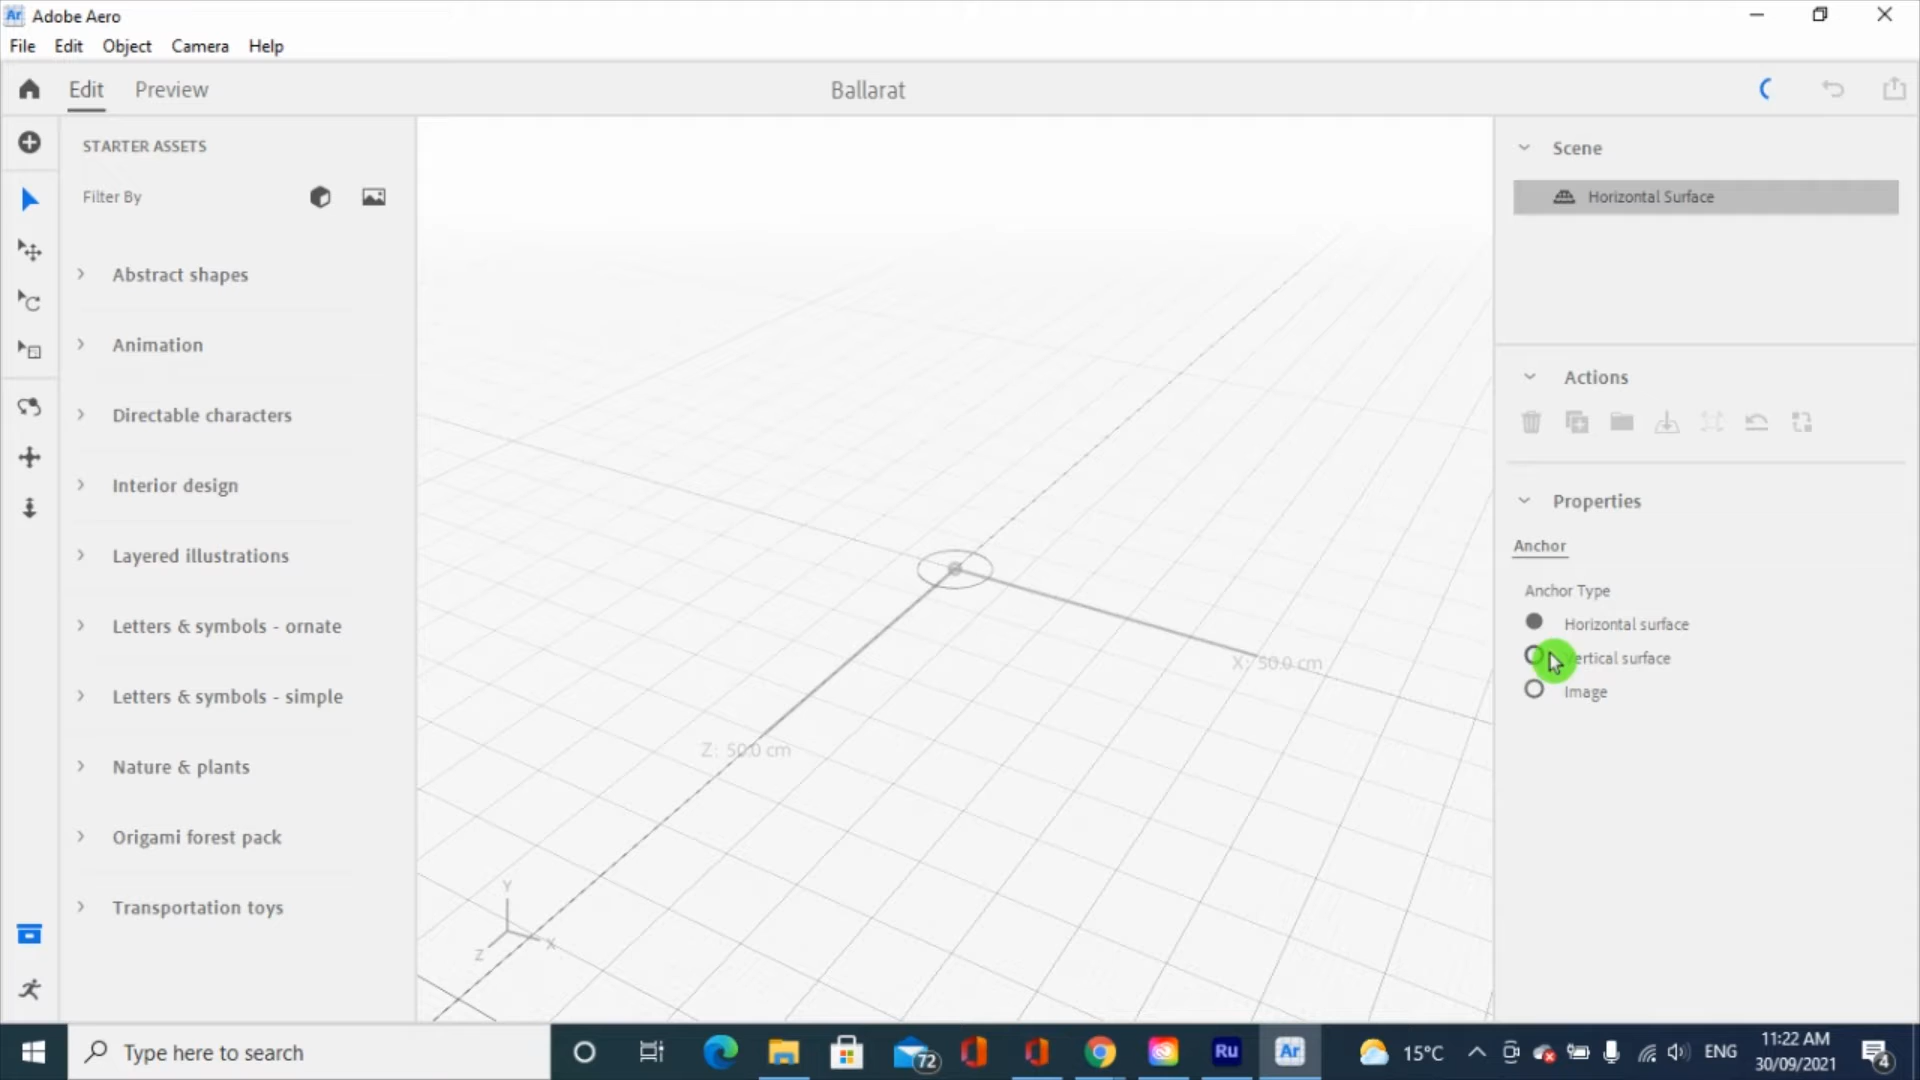 Ar Adobe Aero
File Edit Object Camera Help
Edit Preview Ballarat
STARTER ASSETS
Filter By
Abstract shapes
Animation
Directable characters
Interior design
Layered illustrations
Letters & symbols - ornate
Letters & symbols - simple
Nature & plants
Origami forest pack
Transportation toys
X: 50.0 cm
Z: 50.0 cm
Y
Z
X
Scene
Horizontal Surface
Actions
Properties
Anchor
Anchor Type
Horizontal surface
ertical surface
Image
Type here to search
72
Ru
Ar
15°C
ENG
11:22 AM
30/09/2021
4